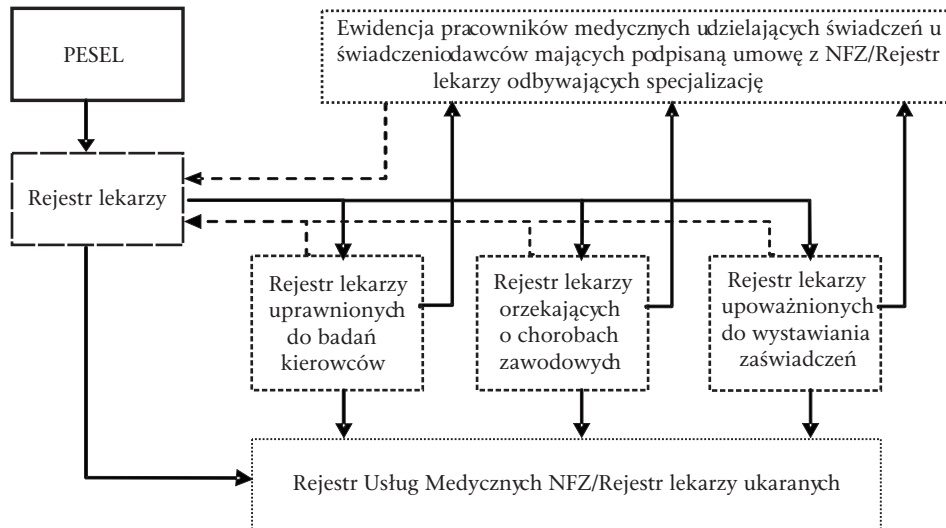 PESEL
Ewidencja pracowników medycznych udzielających świadczeń u
świadczeniodawców mających podpisaną umowę z NFZ/Rejestr
lekarzy odbywających specjalizację
Rejestr lekarzy
Rejestr lekarzy
uprawnionych
do badań
kierowców
Rejestr lekarzy
orzekających
o chorobach
zawodowych
Rejestr lekarzy
upoważnionych
do wystawiania
zaświadczeń
Rejestr Usług Medycznych NFZ/Rejestr lekarzy ukaranych